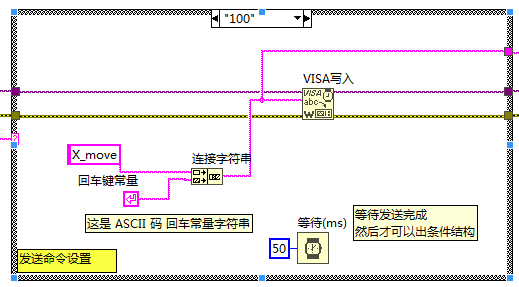 "100"
VISA写入
VISA
abc
W
X_move
连接字符串
回车键常量
这是 ASCII 码 回车常量字符串
等待(ms)
50
等待发送完成
然后才可以出条件结构
发送命令设置